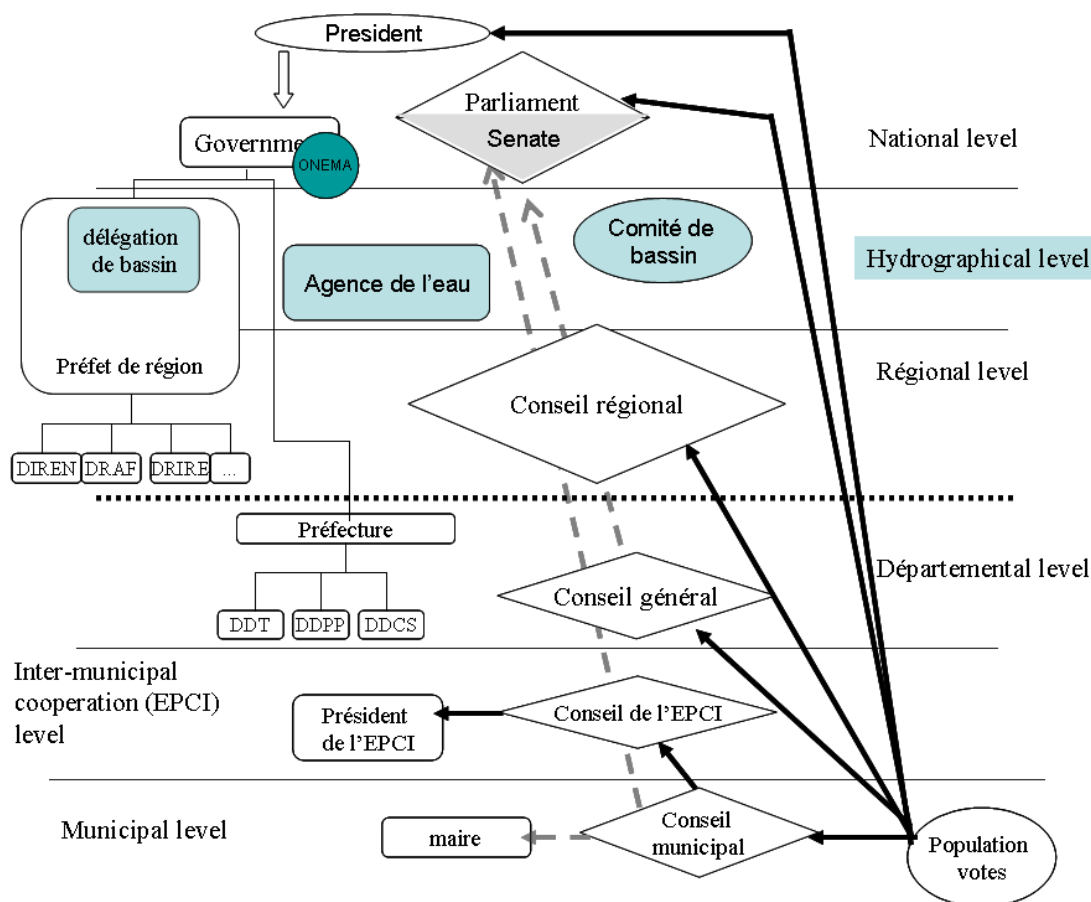 President
Parliament
Senate
Governme
ONEMA
National level
délégation
de bassin
Agence de l'eau
Comité de
bassin
Hydrographical level
Préfet de région
Régional level
Conseil régional
DIREN
DRAF
DRIRE
...
Préfecture
Départemental level
Conseil général
DDT
DDPP
DDCS
Inter-municipal
cooperation (EPCI)
level
Président
de l'EPCI
Conseil de l'EPCI
Municipal level
maire
Conseil
municipal
Population
votes